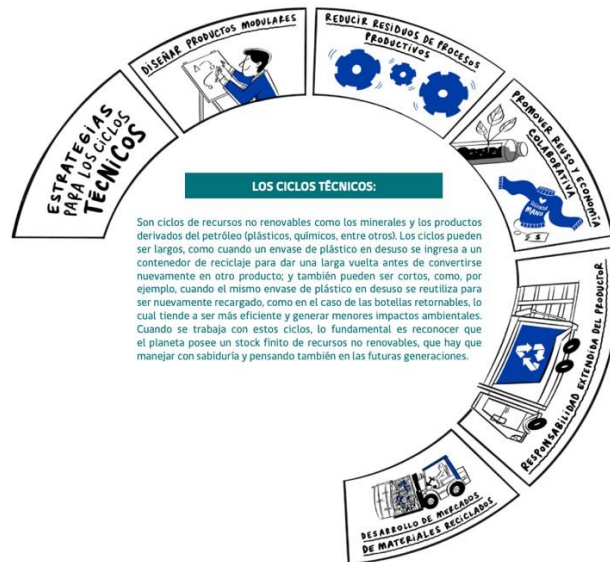 ESTRATEGIAS
PARA LOS CICLOS
TÉCNICOS
DISEÑAR PRODUCTOS MODULARES
REDUCIR RESIDUOS DE PROCESOS
PRODUCTIVOS
PROMOVER REUSO Y ECONOMÍA
COLABORATIVA
MANO
$
RESPONSABILIDAD EXTENDIDA DEL PRODUCTOR
DESARROLLO DE MERCADOS
DE MATERIALES RECICLADOS
LOS CICLOS TÉCNICOS:
Son ciclos de recursos no renovables como los minerales y los productos
derivados del petróleo (plásticos, químicos, entre otros). Los ciclos pueden
ser largos, como cuando un envase de plástico en desuso se ingresa a un
contenedor de reciclaje para dar una larga vuelta antes de convertirse
nuevamente en otro producto; y también pueden ser cortos, como, por
ejemplo, cuando el mismo envase de plástico en desuso se reutiliza para
ser nuevamente recargado, como en el caso de las botellas retornables, lo
cual tiende a ser más eficiente y generar menores impactos ambientales.
Cuando se trabaja con estos ciclos, lo fundamental es reconocer que
el planeta posee un stock finito de recursos no renovables, que hay que
manejar con sabiduría y pensando también en las futuras generaciones.